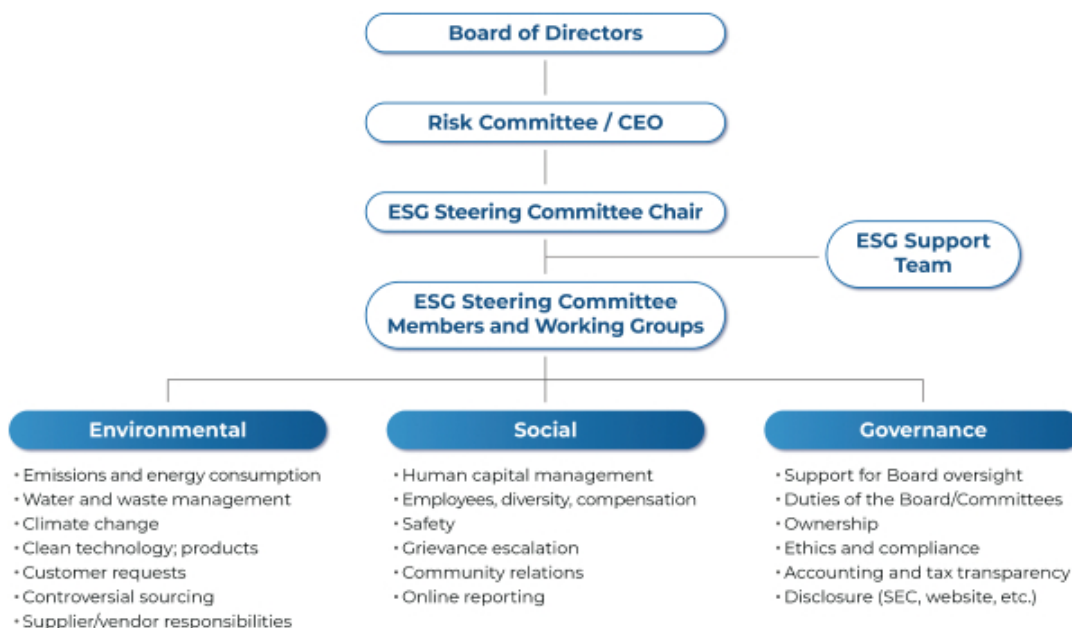 Board of Directors
Risk Committee / CEO
ESG Steering Committee Chair
ESG Support
Team
ESG Steering Committee
Members and Working Groups
Environmental
• Emissions and energy consumption
• Water and waste management
• Climate change
• Clean technology; products
• Customer requests
• Controversial sourcing
• Supplier/vendor responsibilities
Social
• Human capital management
• Employees, diversity, compensation
• Safety
• Grievance escalation
• Community relations
• Online reporting
Governance
• Support for Board oversight
• Duties of the Board/Committees
• Ownership
• Ethics and compliance
• Accounting and tax transparency
• Disclosure (SEC, website, etc.)